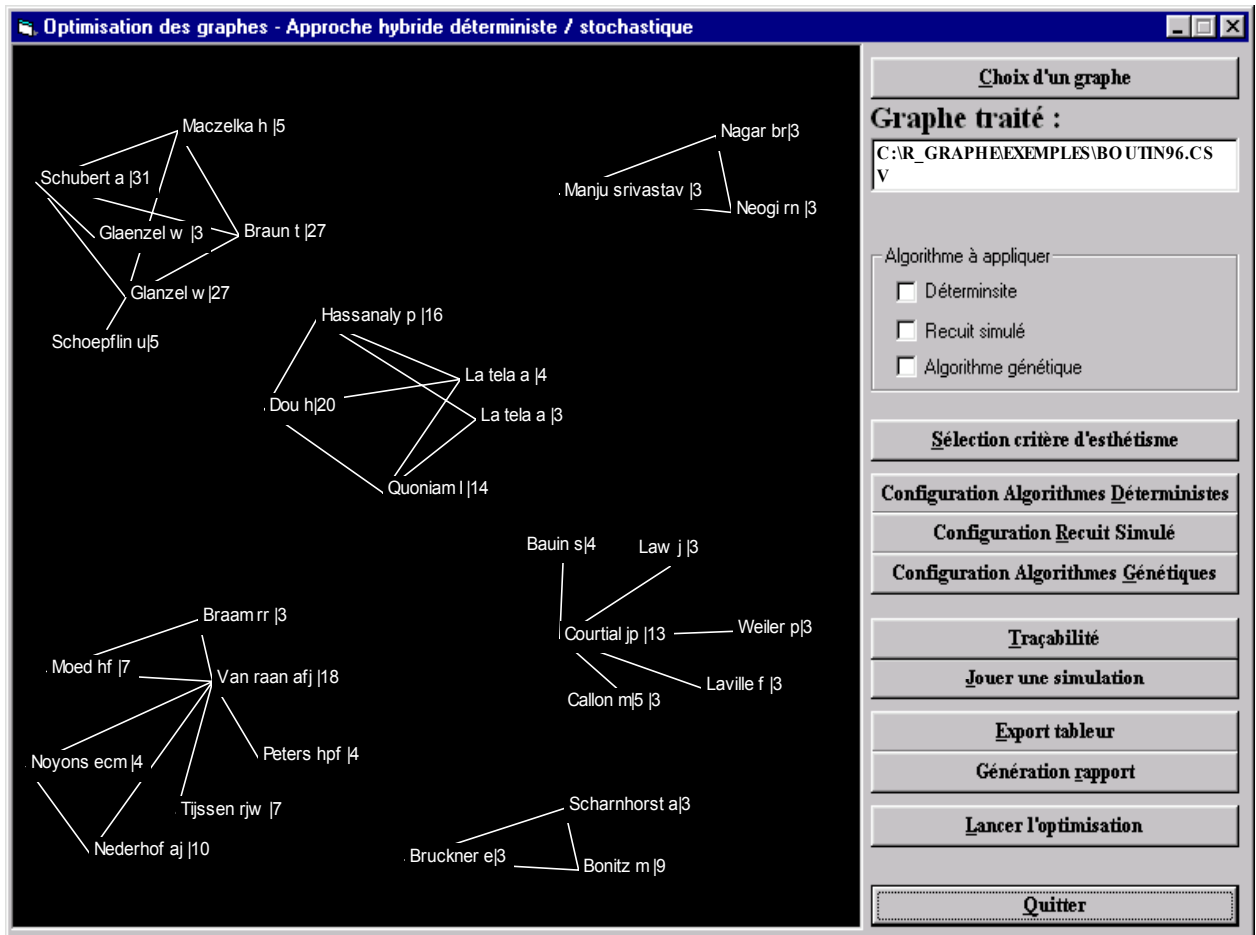 Optimisation des graphes - Approche hybride déterministe / stochastique
Maczelka h |5
Schubert a |31
Glaenzel w |3
Braun t |27
Glanzel w |27
Schoepflin u|5
Nagar br|3
Manju srivastav |3
Neogi rn |3
Hassanaly p |16
La tela a |4
Dou h|20
La tela a |3
Quoniam l |14
Bauin s|4
Law j |3
Courtial jp |13
Weiler p|3
Laville f |3
Callon m|5 |3
Braam rr |3
Moed hf |7
Van raan afj |18
Noyons ecm |4
Peters hpf |4
Tijssen rjw |7
Nederhof aj |10
Scharnhorst a|3
Bruckner e|3
Bonitz m |9
Choix d'un graphe
Graphe traité :
C:\R_GRAPHE\EXEMPLES\BOUTIN96.CS
V
Algorithme à appliquer
Déterminsite
Recuit simulé
Algorithme génétique
Sélection critère d'esthétisme
Configuration Algorithmes Déterministes
Configuration Recuit Simulé
Configuration Algorithmes Génétiques
Traçabilité
Jouer une simulation
Export tableur
Génération rapport
Lancer l'optimisation
Quitter